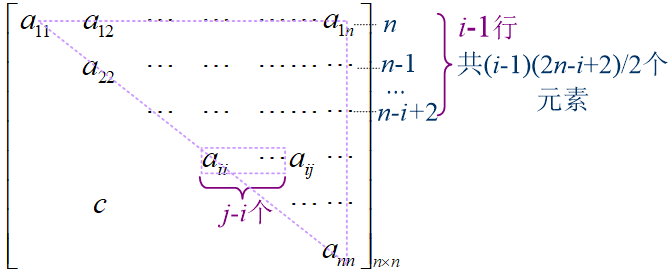 a11 a12 ··· ··· ··· a1n ······ n
a22 ··· ··· ··· ··· ······ n-1
...
··· ··· ··· ··· ······ n-i+2
i-1行
共(i-1)(2n-i+2)/2个
元素
aii ··· aij ···
j-i个
c ··· ···
ann
n×n